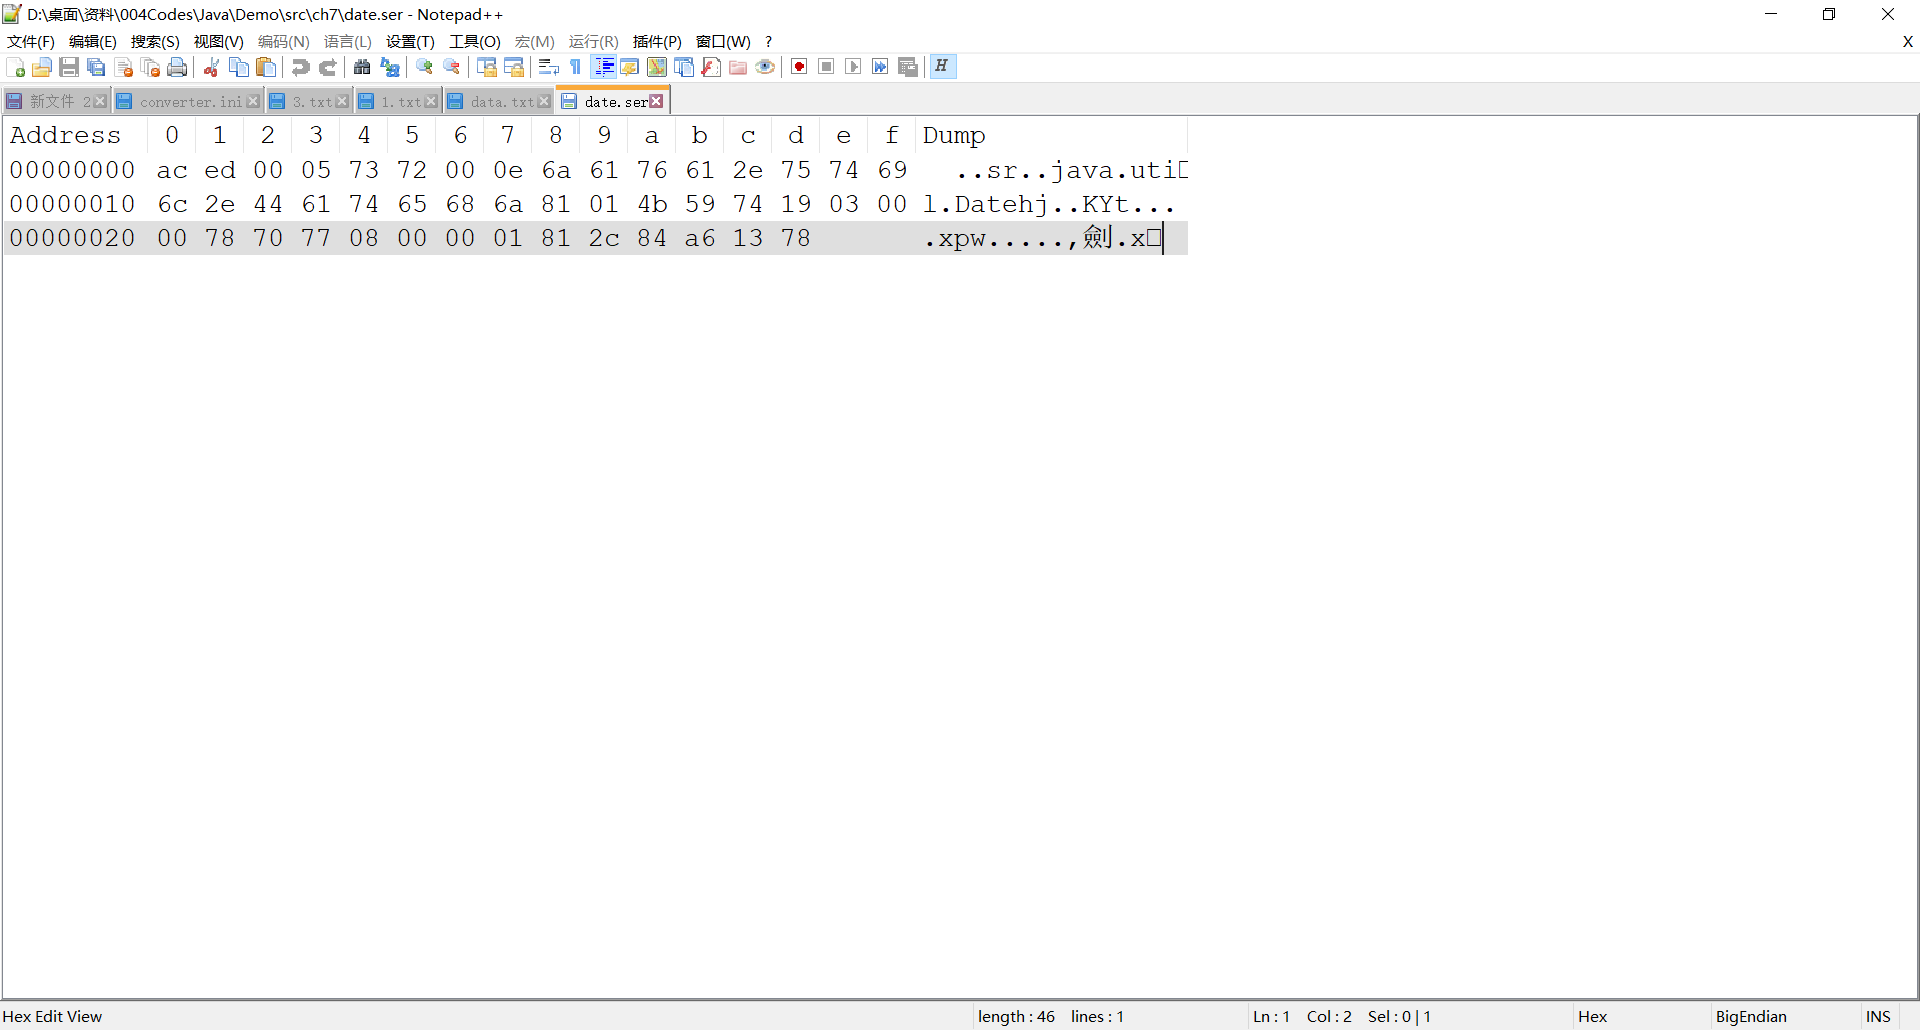 D:\桌面\资料\004Codes\Java\Demo\src\ch7\date.ser - Notepad++
文件(F) 编辑(E) 搜索(S) 视图(V) 编码(N) 语言(L) 设置(T) 工具(O) 宏(M) 运行(R) 插件(P) 窗口(W) ? X
新文件 2 converter.ini 3.txt 1.txt data.txt date.ser
Address 0 1 2 3 4 5 6 7 8 9 a b c d e f Dump
00000000 ac ed 00 05 73 72 00 0e 6a 61 76 61 2e 75 74 69 ..sr..java.uti
00000010 6c 2e 44 61 74 65 68 6a 81 01 4b 59 74 19 03 00 l.Datehj..KYt...
00000020 00 78 70 77 08 00 00 01 81 2c 84 a6 13 78 .xpw.....,劍.x
Hex Edit View length : 46 lines : 1 Ln : 1 Col : 2 Sel : 0 | 1 Hex BigEndian INS